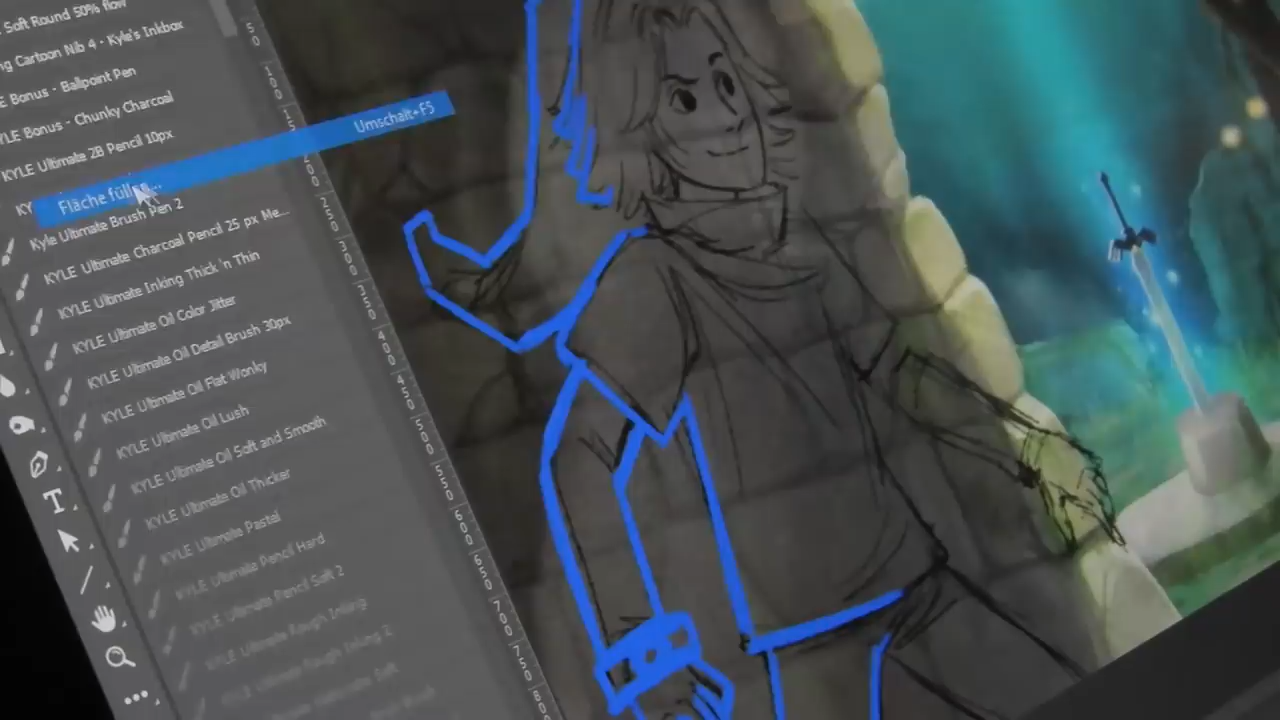 Soft Round 50% flow
ng Cartoon Nib 4 - Kyle's Inkbox
E Bonus - Ballpoint Pen
YLE Bonus - Chunky Charcoal
KYLE Ultimate 2B Pencil 10px
KY
Fläche
Umschalt+F5
Kyle Ultimate Brush Pen 2
KYLE Ultimate Charcoal Pencil 25 px Me...
KYLE Ultimate Inking Thick 'n Thin
KYLE Ultimate Oil Color Jitter
KYLE Ultimate Oil Detail Brush 30px
KYLE Ultimate Oil Flat Wonky
KYLE Ultimate Oil Lush
KYLE Ultimate Oil Soft and Smooth
KYLE Ultimate Oil Thicker
KYLE Ultimate Pastel
KYLE Ultimate Pencil Hard
KYLE Ultimate Pencil Soft 2
KYLE Ultimate Rough Inking
KYLE Ultimate Rough Inking 2
T
50
100
200
250
300
350
400
450
500
550
600
650
700
750